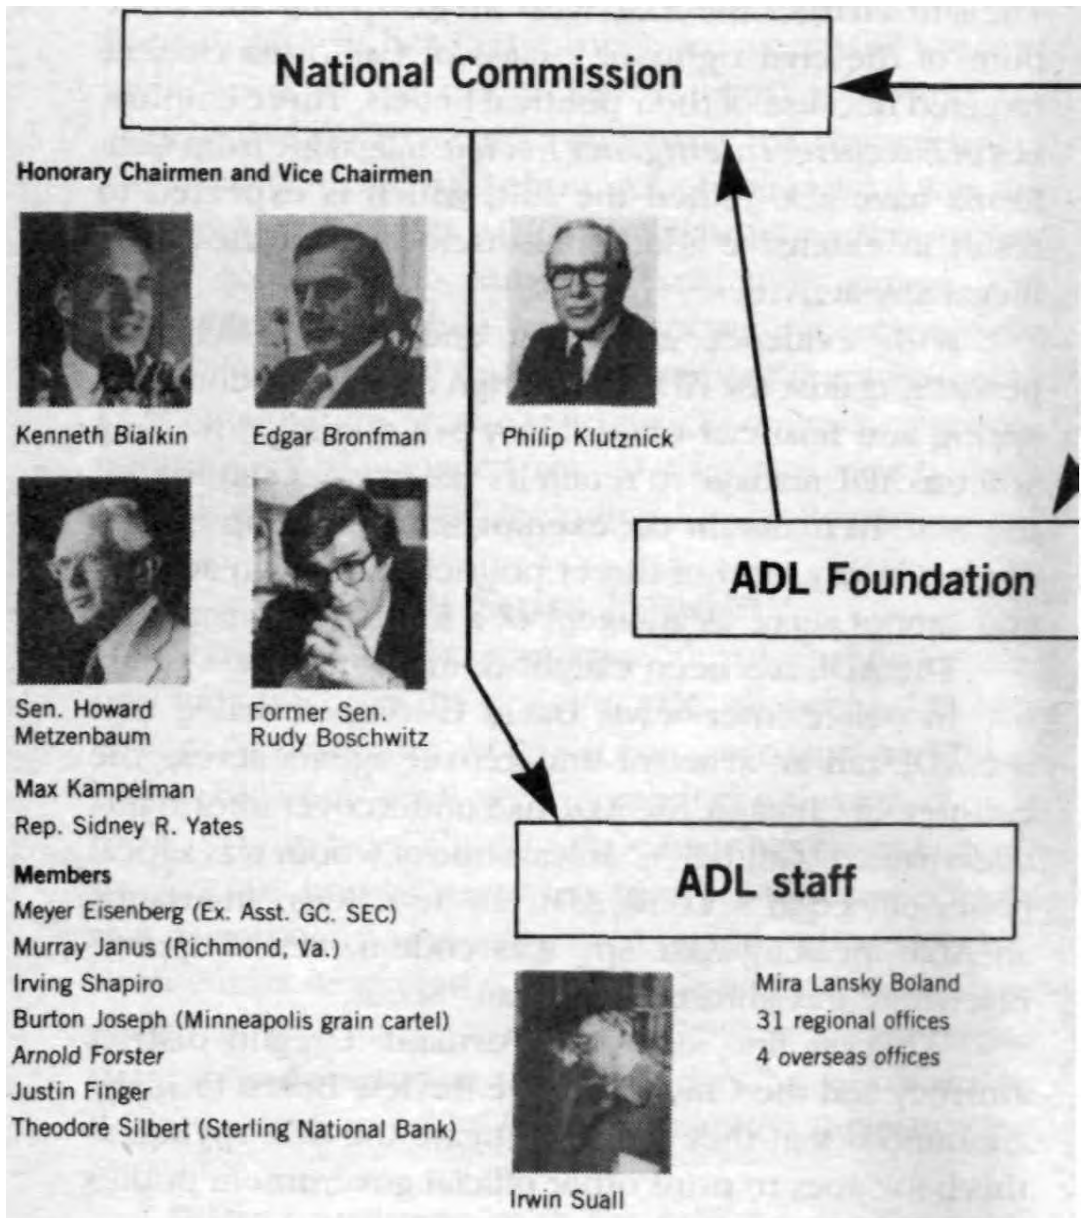 National Commission
Honorary Chairmen and Vice Chairmen
Kenneth Bialkin
Edgar Bronfman
Philip Klutznick
ADL Foundation
Sen. Howard
Metzenbaum
Former Sen.
Rudy Boschwitz
Max Kampelman
Rep. Sidney R. Yates
Members
Meyer Eisenberg (Ex. Asst. GC. SEC)
Murray Janus (Richmond, Va.)
Irving Shapiro
Burton Joseph (Minneapolis grain cartel)
Arnold Forster
Justin Finger
Theodore Silbert (Sterling National Bank)
ADL staff
Mira Lansky Boland
31 regional offices
4 overseas offices
Irwin Suall